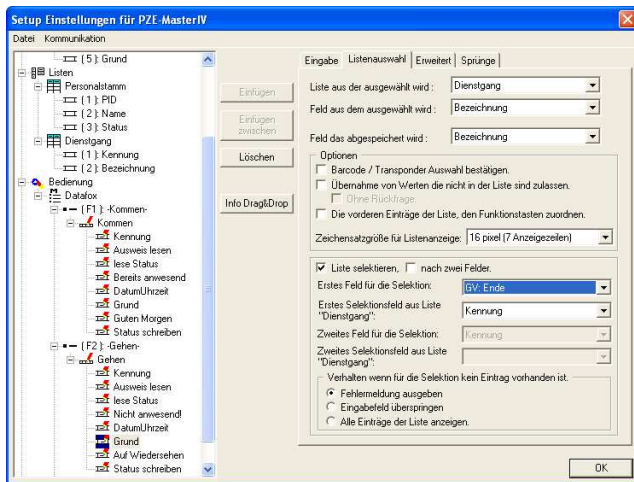 Setup Einstellungen für PZE-MasterIV
Datei Kommunikation
( 5 ): Grund
Listen
Personalstamm
( 1 ): PID
( 2 ): Name
( 3 ): Status
Dienstgang
( 1 ): Kennung
( 2 ): Bezeichnung
Bedienung
Datafox
( F1 ): -Kommen-
Kommen
Kennung
Ausweis lesen
lese Status
Bereits anwesend
DatumUhrzeit
Grund
Guten Morgen
Status schreiben
( F2 ): -Gehen-
Gehen
Kennung
Ausweis lesen
lese Status
Nicht anwesend!
DatumUhrzeit
Grund
Auf Wiedersehen
Status schreiben
Einfügen
Einfügen zwischen
Löschen
Info Drag&Drop
Eingabe Listenauswahl Erweitert Sprünge
Liste aus der ausgewählt wird : Dienstgang
Feld aus dem ausgewählt wird : Bezeichnung
Feld das abgespeichert wird : Bezeichnung
Optionen
Barcode / Transponder Auswahl bestätigen.
Übernahme von Werten die nicht in der Liste sind zulassen.
Ohne Rückfrage.
Die vorderen Einträge der Liste, den Funktionstasten zuordnen.
Zeichensatzgröße für Listenanzeige: 16 pixel (7 Anzeigezeilen)
Liste selektieren, nach zwei Felder.
Erstes Feld für die Selektion: GV: Ende
Erstes Selektionsfeld aus Liste "Dienstgang": Kennung
Zweites Feld für die Selektion: Kennung
Zweites Selektionsfeld aus Liste "Dienstgang":
Verhalten wenn für die Selektion kein Eintrag vorhanden ist.
Fehlermeldung ausgeben
Eingabefeld überspringen
Alle Einträge der Liste anzeigen.
OK